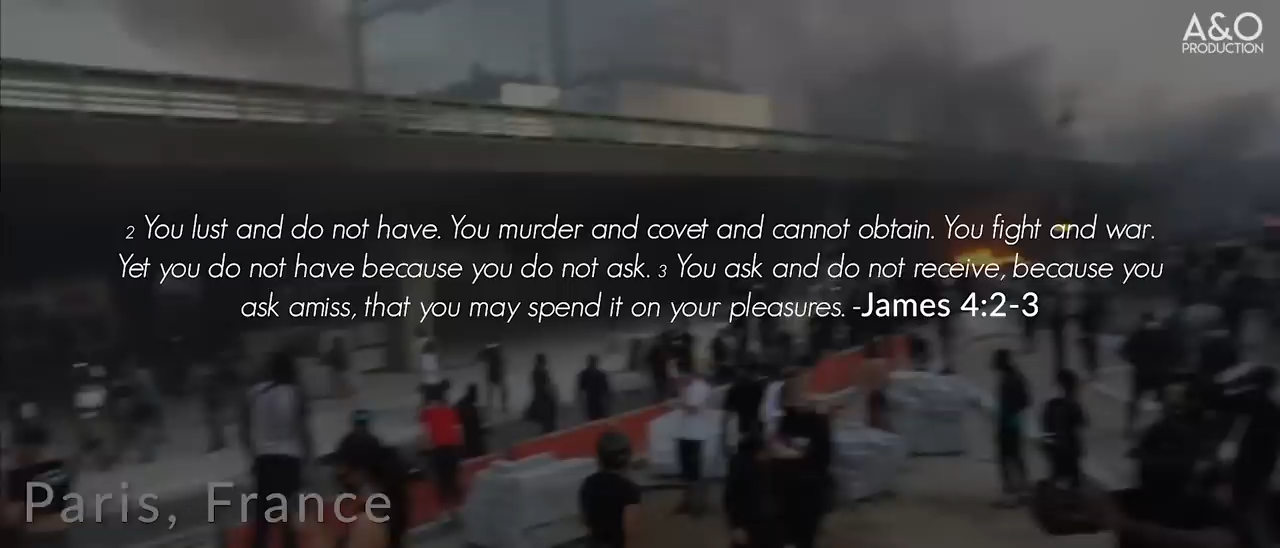 A&O
PRODUCTION
2 You lust and do not have. You murder and covet and cannot obtain. You fight and war.
Yet you do not have because you do not ask. 3 You ask and do not receive, because you
ask amiss, that you may spend it on your pleasures. -James 4:2-3
Paris, France